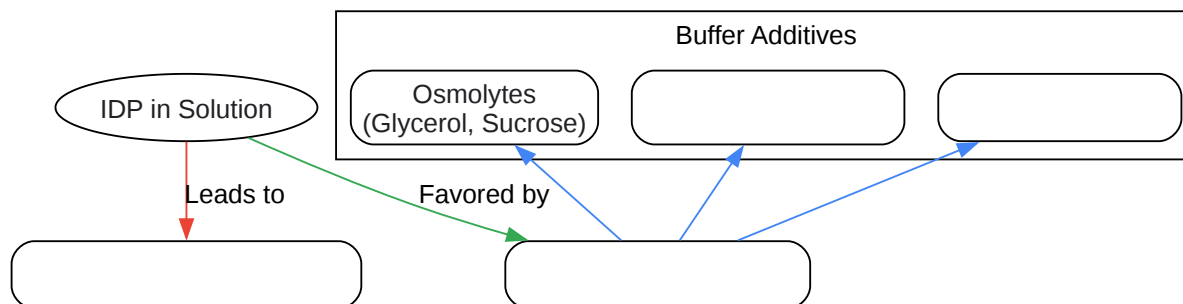 Buffer Additives
IDP in Solution
Osmolytes
(Glycerol, Sucrose)
Leads to
Favored by